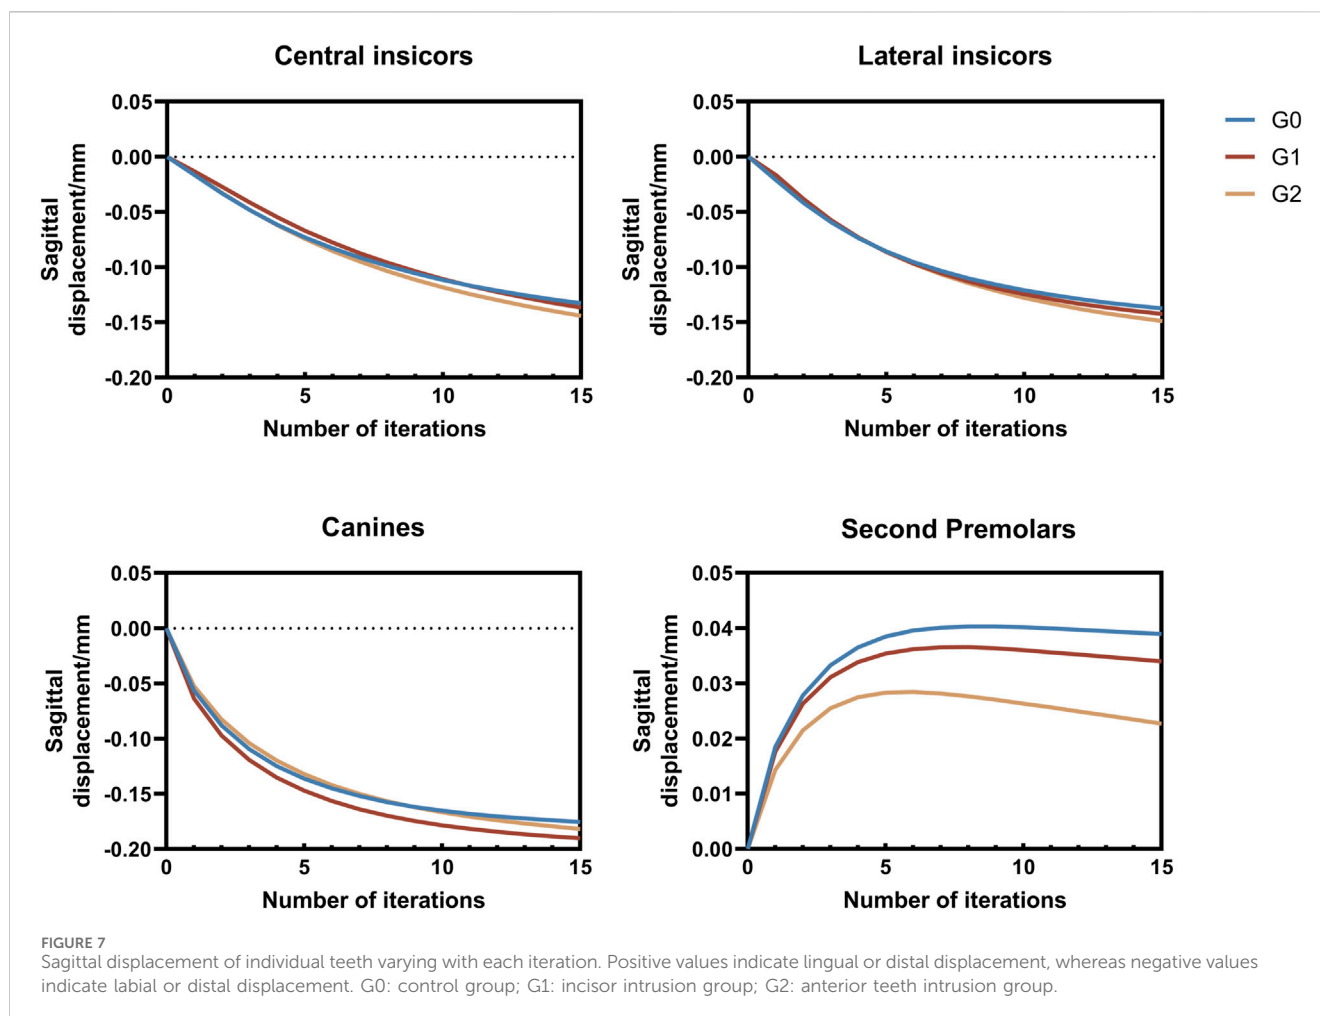 Central insicors
Sagittal
displacement/mm
0.05
0.00
-0.05
-0.10
-0.15
-0.20
0
5
10
15
Number of iterations
Lateral insicors
Sagittal
displacement/mm
0.05
0.00
-0.05
-0.10
-0.15
-0.20
0
5
10
15
Number of iterations
G0
G1
G2
Canines
Sagittal
displacement/mm
0.05
0.00
-0.05
-0.10
-0.15
-0.20
0
5
10
15
Number of iterations
Second Premolars
Sagittal
displacement/mm
0.05
0.04
0.03
0.02
0.01
0.00
0
5
10
15
Number of iterations
FIGURE 7
Sagittal displacement of individual teeth varying with each iteration. Positive values indicate lingual or distal displacement, whereas negative values
indicate labial or distal displacement. G0: control group; G1: incisor intrusion group; G2: anterior teeth intrusion group.